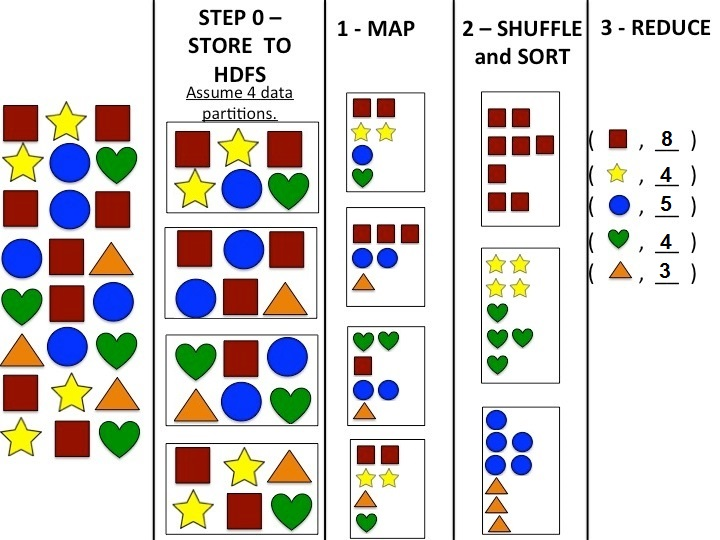 STEP 0 –
STORE TO
HDFS
Assume 4 data
partitions.
1 - MAP
2 – SHUFFLE
and SORT
3 - REDUCE
( , 8 )
( , 4 )
( , 5 )
( , 4 )
( , 3 )